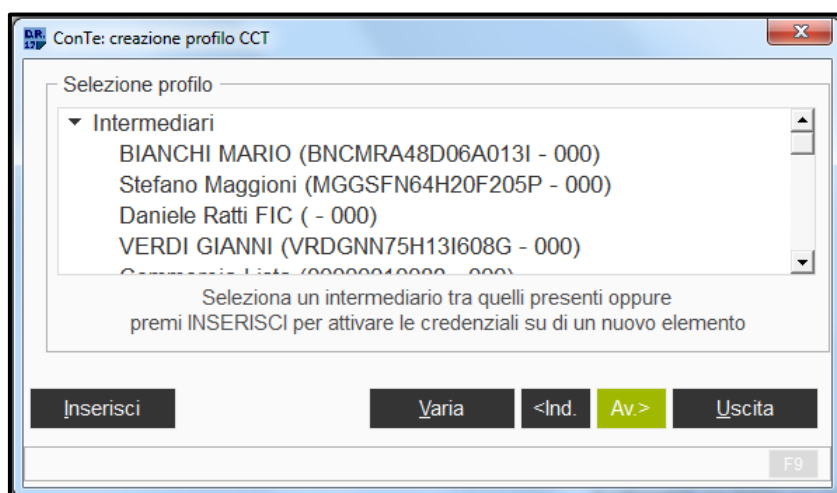 D.R.
ConTe: creazione profilo CCT
Selezione profilo
Intermediari
BIANCHI MARIO (BNCMRA48D06A013I - 000)
Stefano Maggioni (MGGSFN64H20F205P - 000)
Daniele Ratti FIC ( - 000)
VERDI GIANNI (VRDGNN75H13I608G - 000)
Seleziona un intermediario tra quelli presenti oppure
premi INSERISCI per attivare le credenziali su di un nuovo elemento
Inserisci Varia <Ind. Av.> Uscita
F9